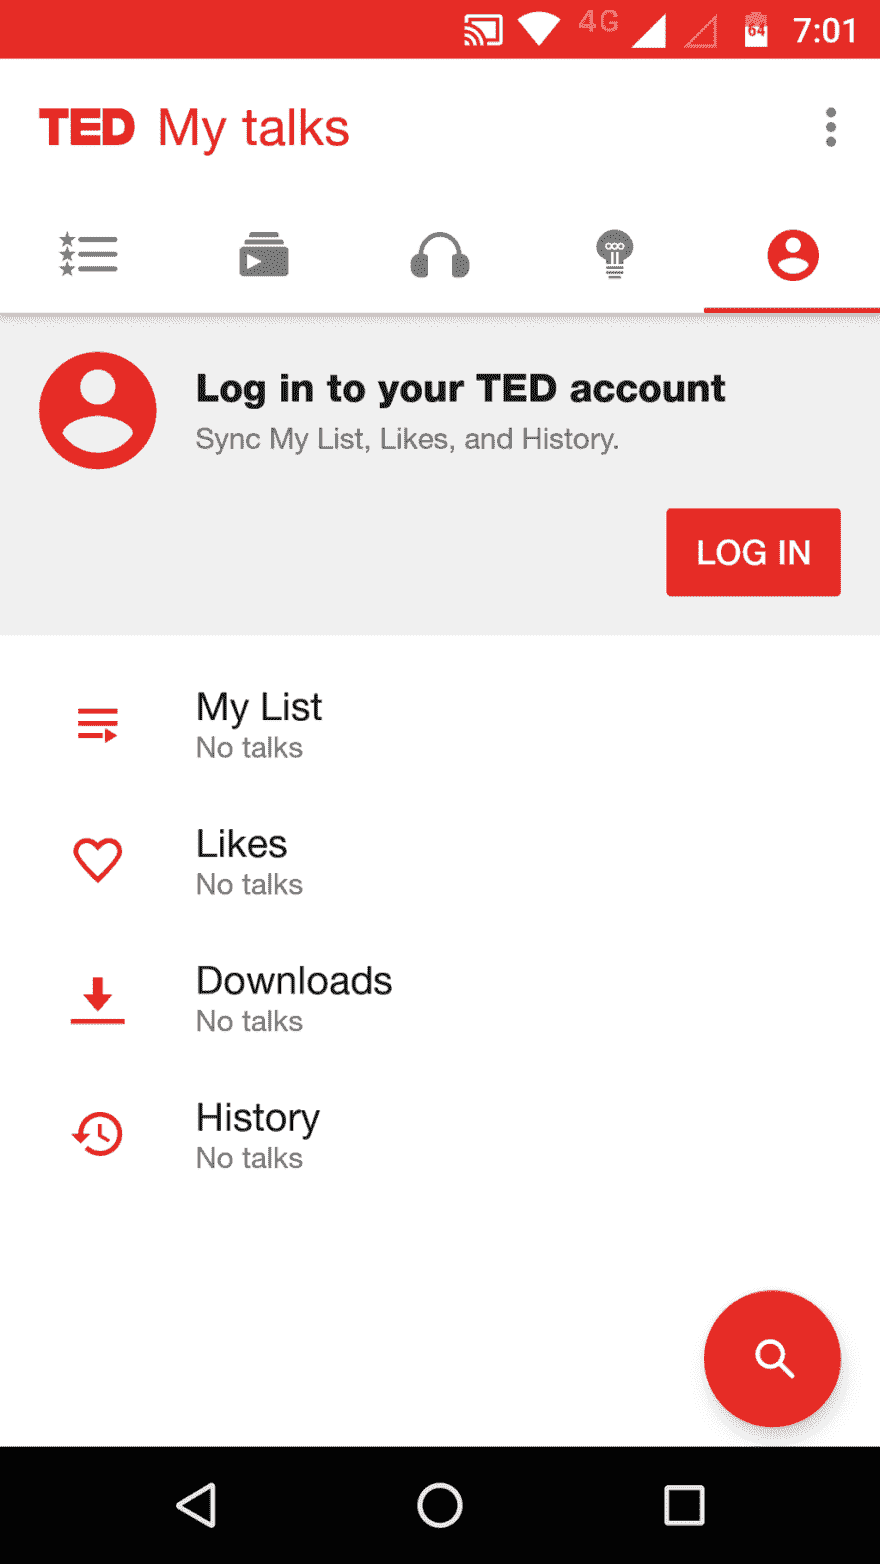 4G 64 7:01
TED My talks
Log in to your TED account
Sync My List, Likes, and History.
LOG IN
My List
No talks
Likes
No talks
Downloads
No talks
History
No talks